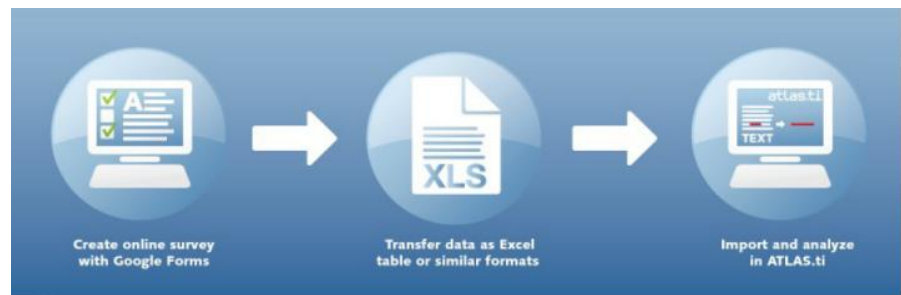 A
XLS
atlas.ti
TEXT
Create online survey
with Google Forms
Transfer data as Excel
table or similar formats
Import and analyze
in ATLAS.ti